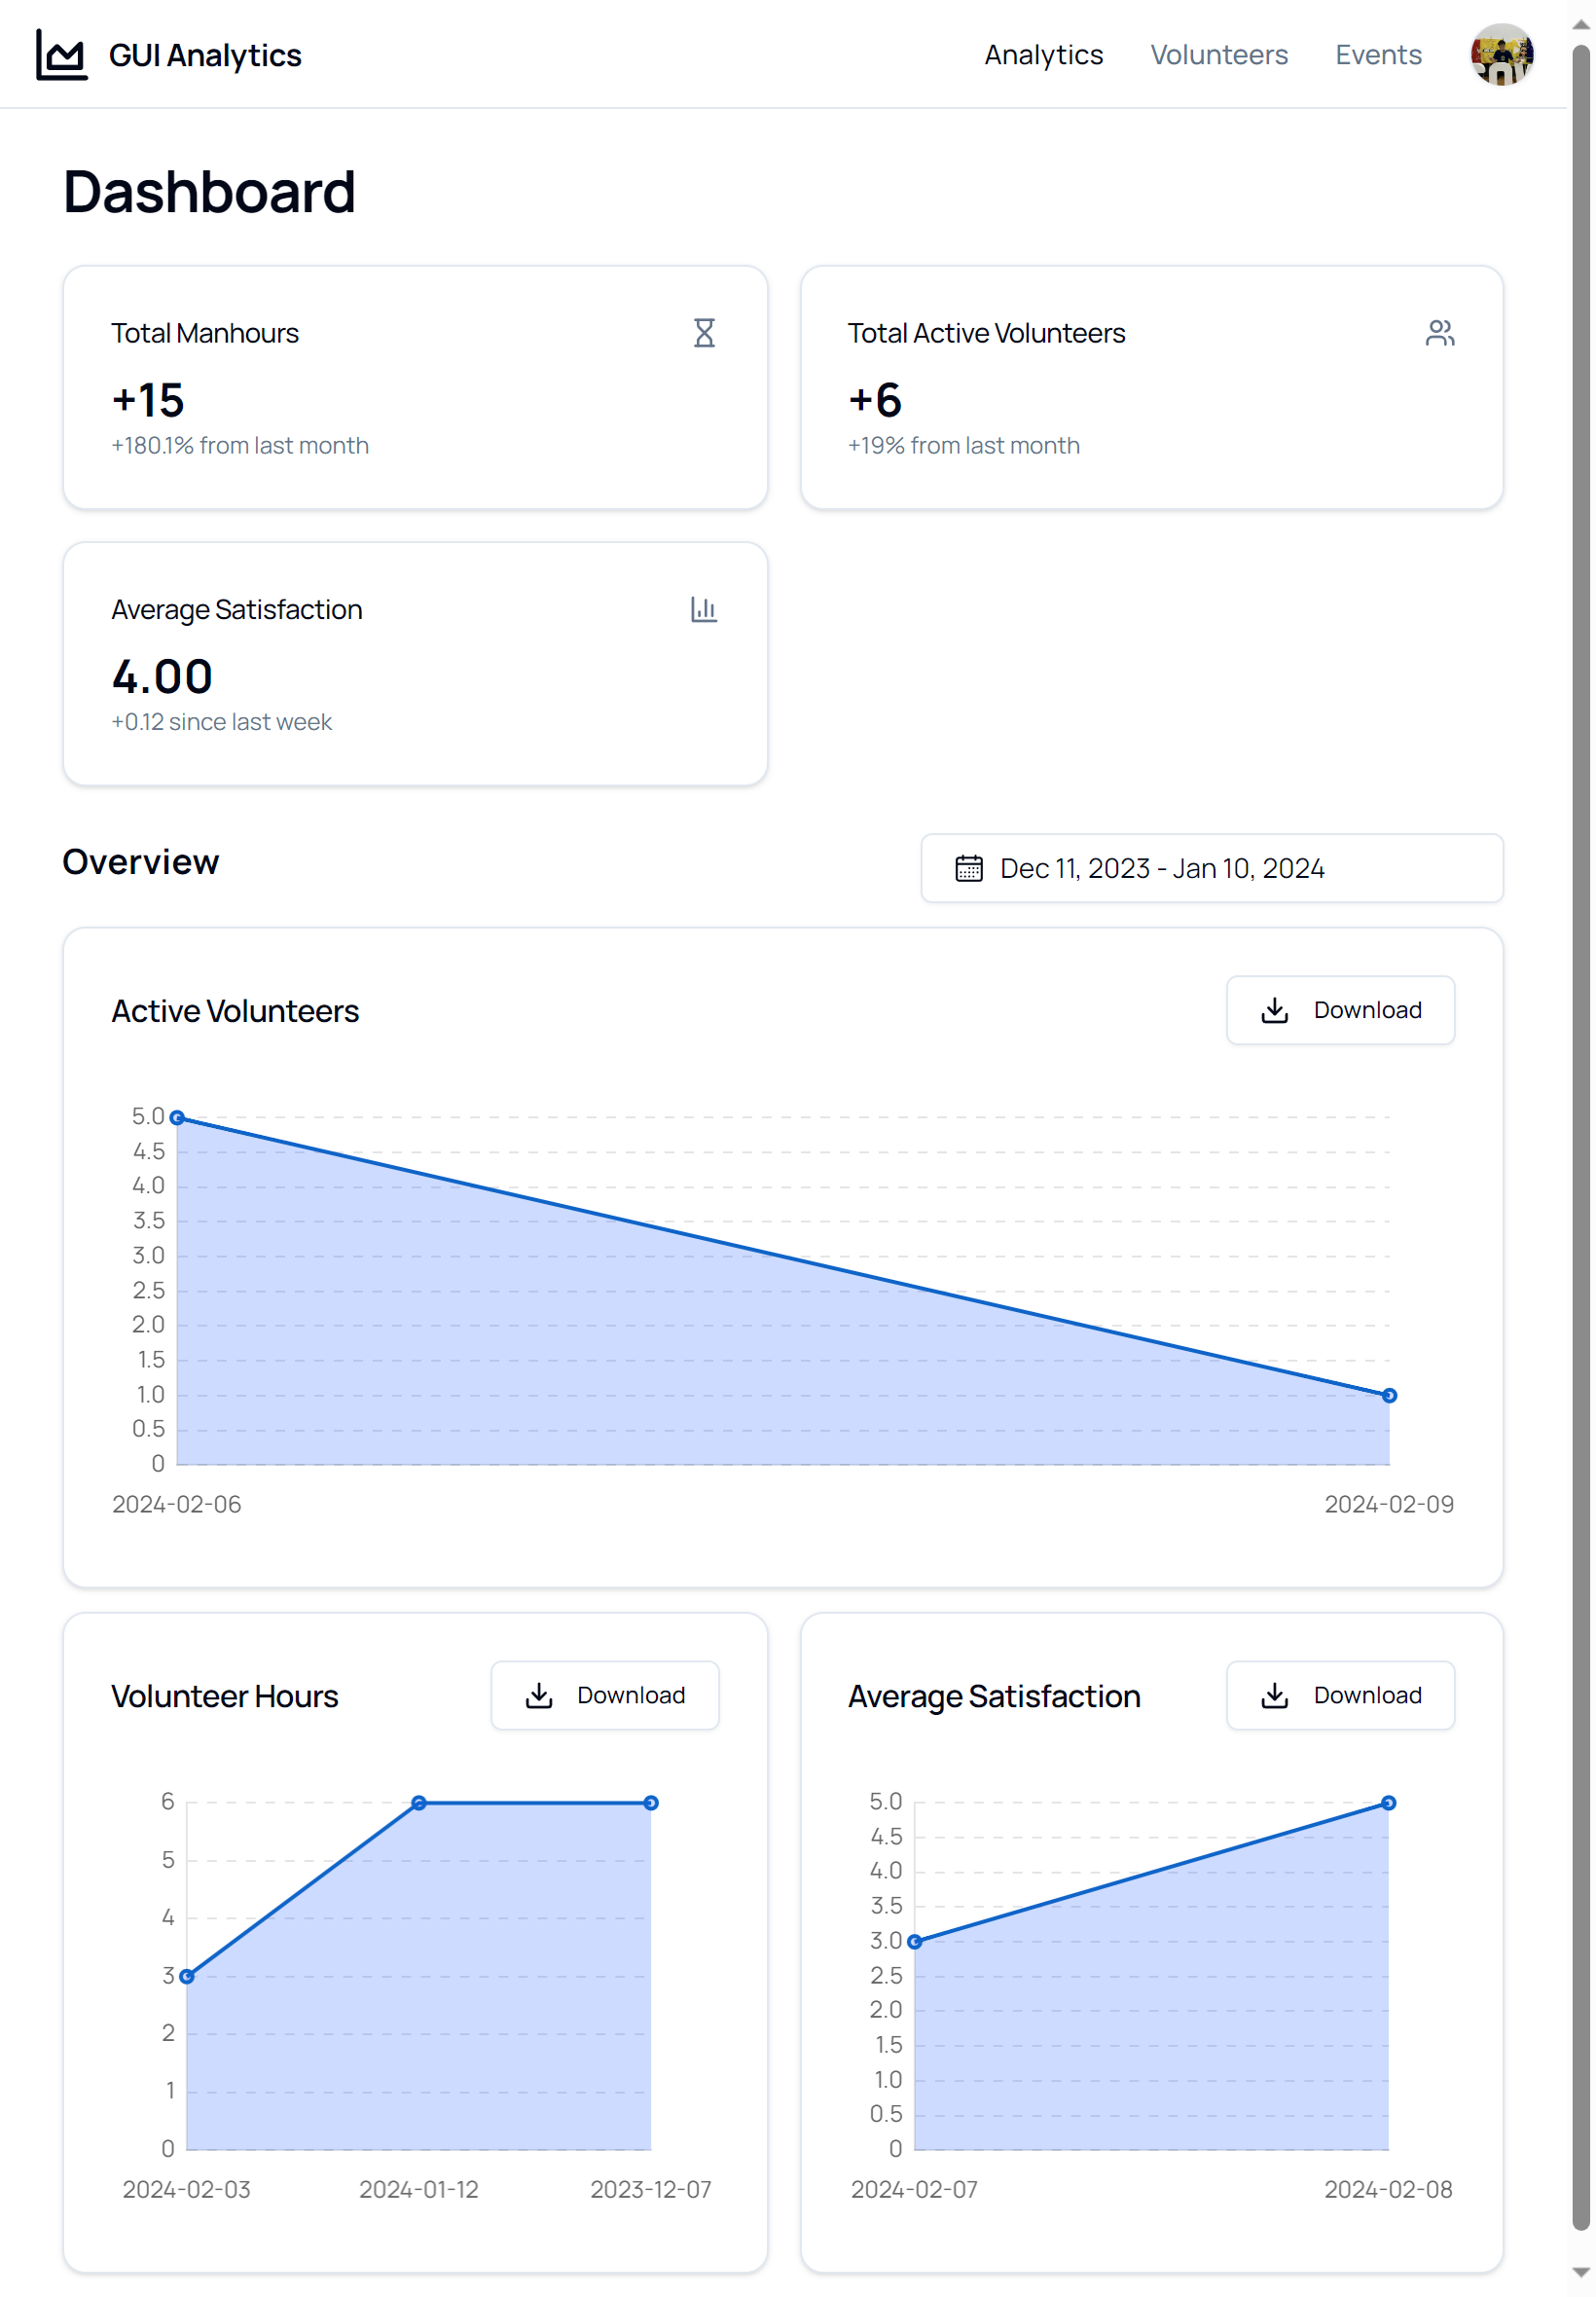 GUI Analytics
Analytics Volunteers Events
Dashboard
Total Manhours
+15
+180.1% from last month
Total Active Volunteers
+6
+19% from last month
Average Satisfaction
4.00
+0.12 since last week
Overview
Dec 11, 2023 - Jan 10, 2024
Active Volunteers
Download
5.0
4.5
4.0
3.5
3.0
2.5
2.0
1.5
1.0
0.5
0
2024-02-06 2024-02-09
Volunteer Hours
Download
6
5
4
3
2
1
0
2024-02-03 2024-01-12 2023-12-07
Average Satisfaction
Download
5.0
4.5
4.0
3.5
3.0
2.5
2.0
1.5
1.0
0.5
0
2024-02-07 2024-02-08